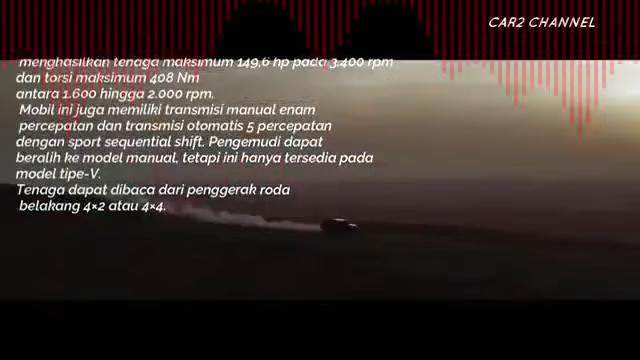 CAR2 CHANNEL
menghasilkan tenaga maksimum 149,6 hp pada 3.400 rpm
dan torsi maksimum 408 Nm
antara 1.600 hingga 2.000 rpm.
Mobil ini juga memiliki transmisi manual enam
percepatan dan transmisi otomatis 5 percepatan
dengan sport sequential shift. Pengemudi dapat
beralih ke model manual, tetapi ini hanya tersedia pada
model tipe-V.
Tenaga dapat dibaca dari penggerak roda
belakang 4×2 atau 4×4.